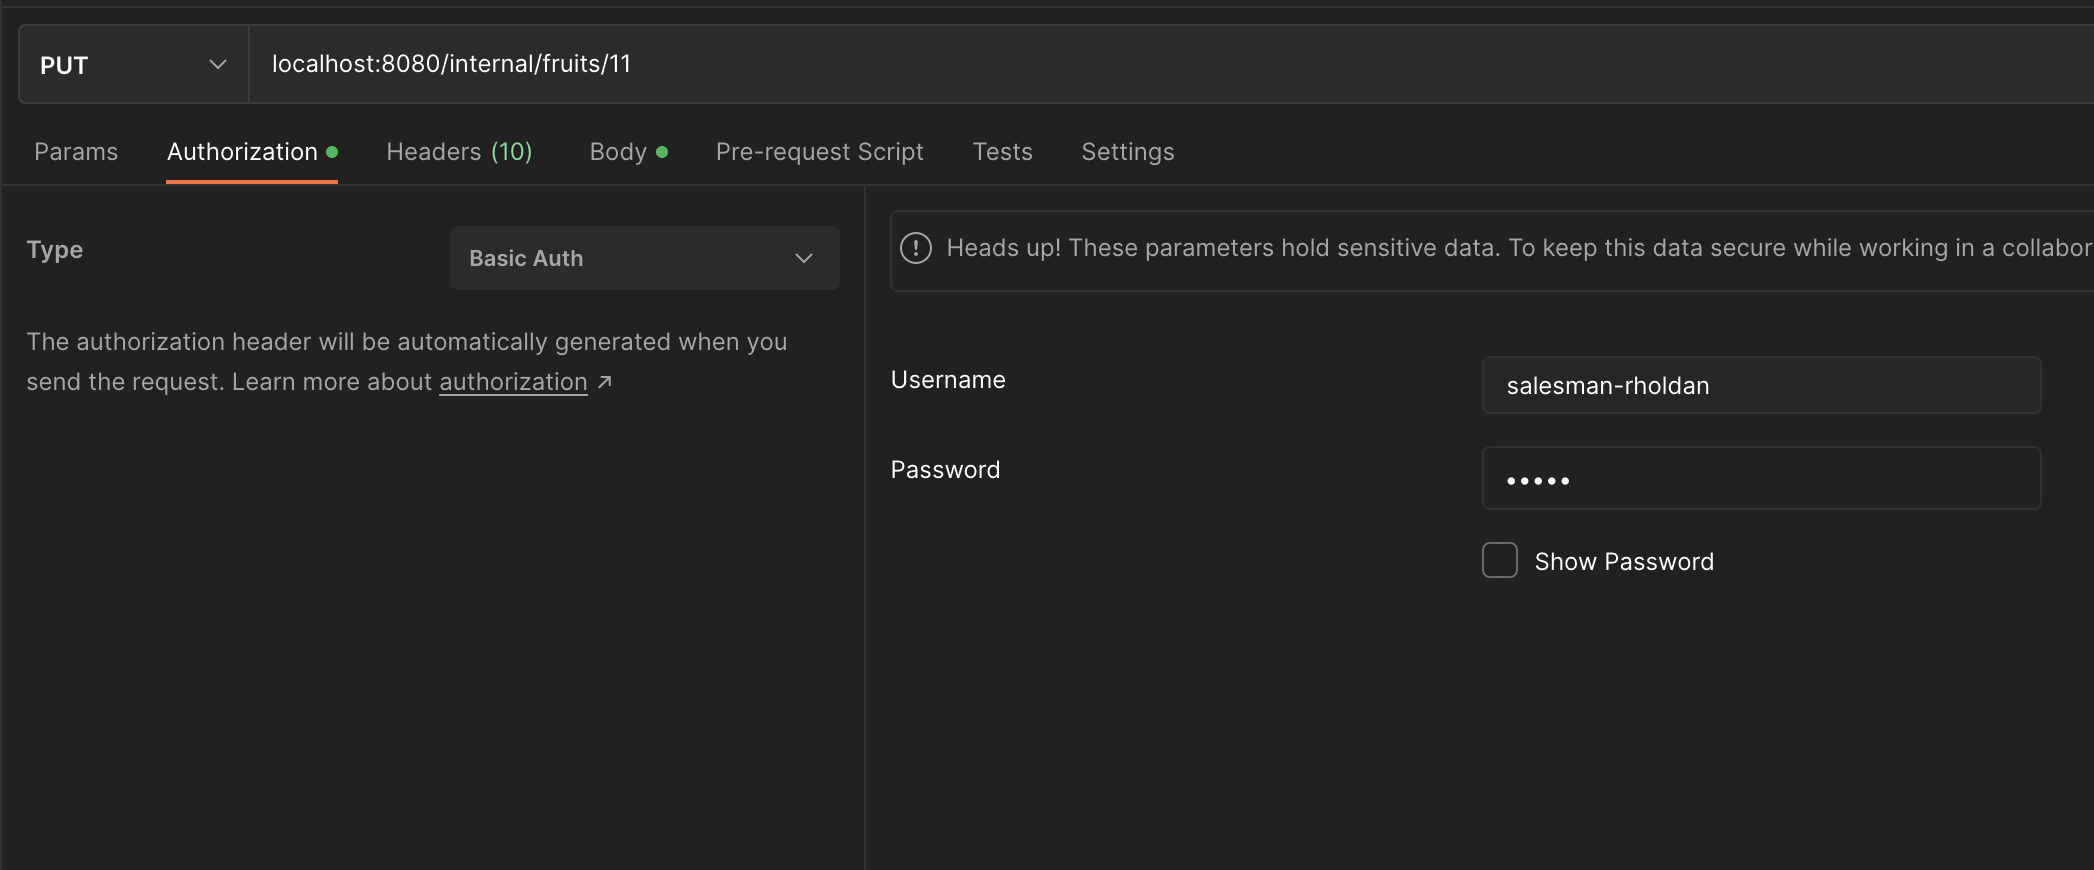 PUT localhost:8080/internal/fruits/11
Params Authorization Headers (10) Body Pre-request Script Tests Settings
Type Basic Auth
The authorization header will be automatically generated when you
send the request. Learn more about authorization ↗
Heads up! These parameters hold sensitive data. To keep this data secure while working in a collabor
Username salesman-rholdan
Password •••••
Show Password